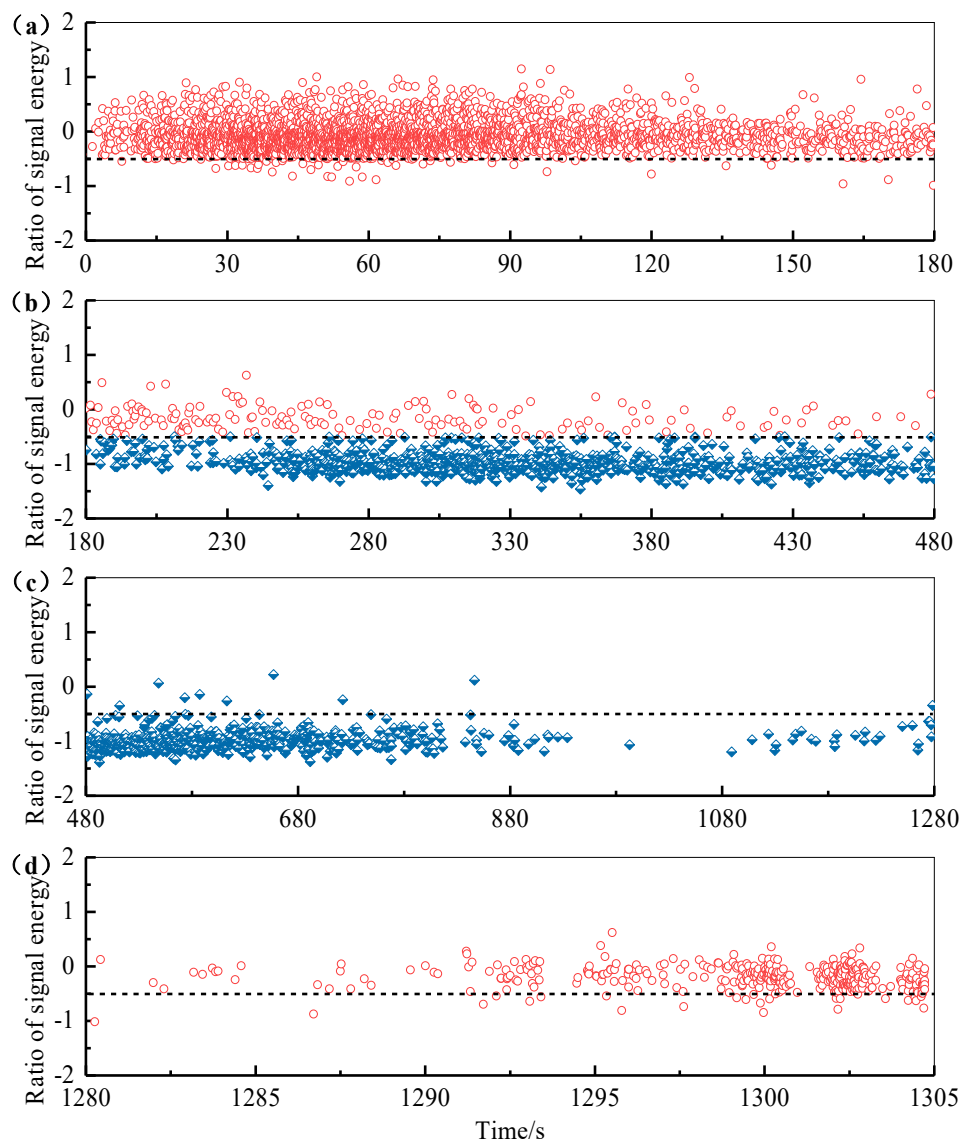 （a）
Ratio of signal energy
2
1
0
-1
-2
0 30 60 90 120 150 180
（b）
Ratio of signal energy
2
1
0
-1
-2
180 230 280 330 380 430 480
（c）
Ratio of signal energy
2
1
0
-1
-2
480 680 880 1080 1280
（d）
Ratio of signal energy
2
1
0
-1
-2
1280 1285 1290 1295 1300 1305
Time/s